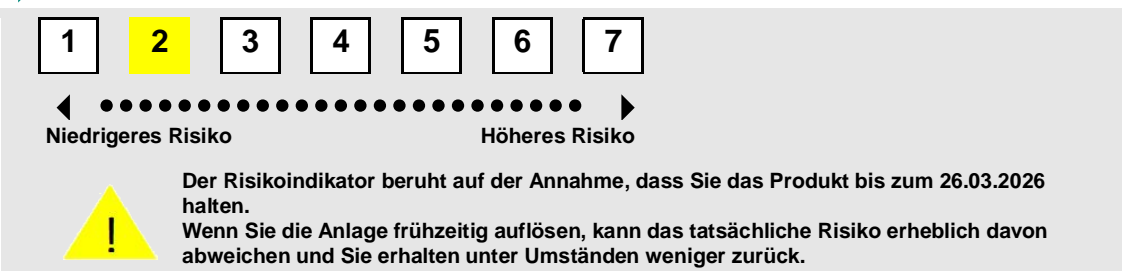 1 2 3 4 5 6 7
Niedrigeres Risiko Höheres Risiko
Der Risikoindikator beruht auf der Annahme, dass Sie das Produkt bis zum 26.03.2026
halten.
! Wenn Sie die Anlage frühzeitig auflösen, kann das tatsächliche Risiko erheblich davon
abweichen und Sie erhalten unter Umständen weniger zurück.